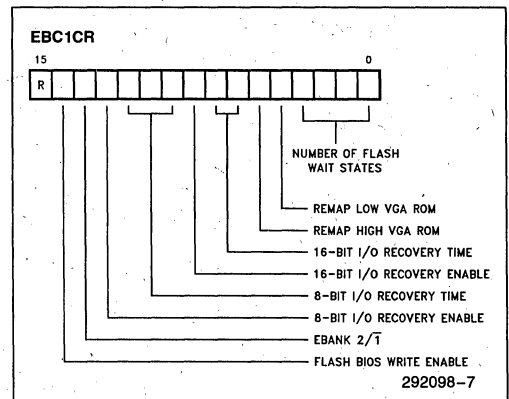 EBC1CR
15 0
R
NUMBER OF FLASH
WAIT STATES
REMAP LOW VGA ROM
REMAP HIGH VGA ROM
16-BIT I/O RECOVERY TIME
16-BIT I/O RECOVERY ENABLE
8-BIT I/O RECOVERY TIME
8-BIT I/O RECOVERY ENABLE
EBANK 2/1̅
FLASH BIOS WRITE ENABLE
292098-7